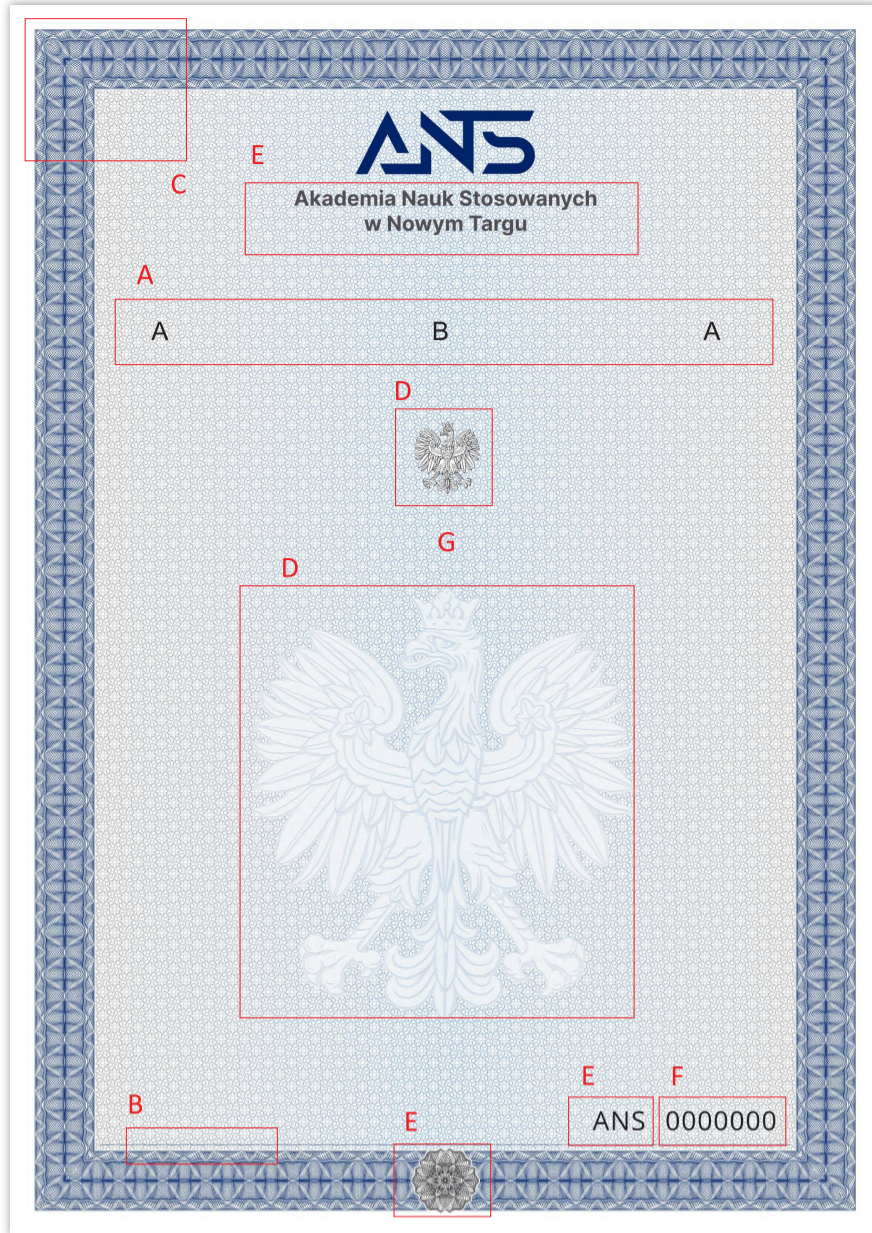 ANS
E
Akademia Nauk Stosowanych
w Nowym Targu
C
A
A B A
D
G
D
E F
ANS 0000000
B
E